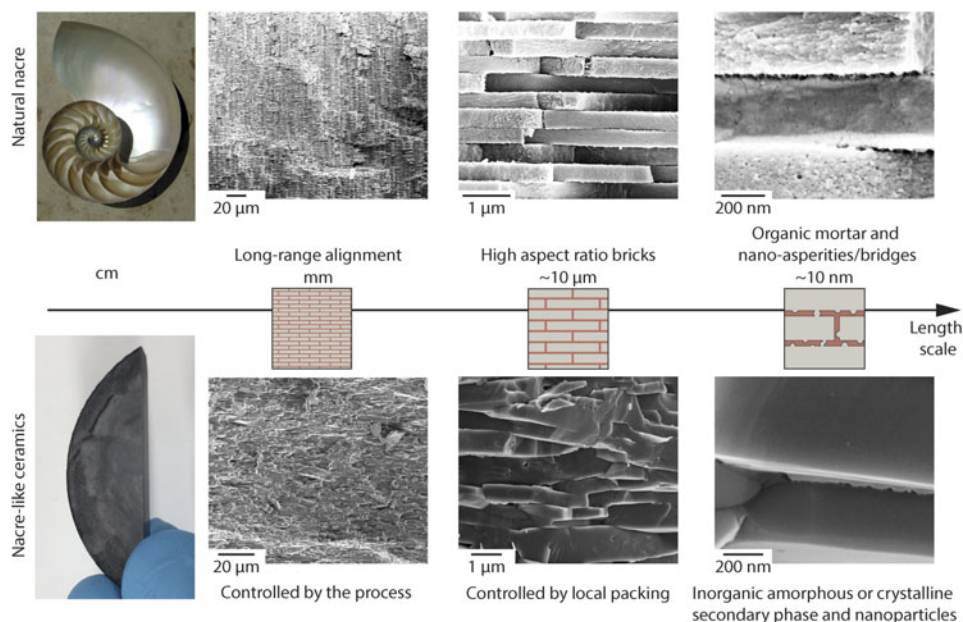 Natural nacre
20 µm
1 µm
200 nm
cm
Long-range alignment
mm
High aspect ratio bricks
~10 µm
Organic mortar and
nano-asperities/bridges
~10 nm
Length
scale
Nacre-like ceramics
20 µm
1 µm
200 nm
Controlled by the process
Controlled by local packing
Inorganic amorphous or crystalline
secondary phase and nanoparticles